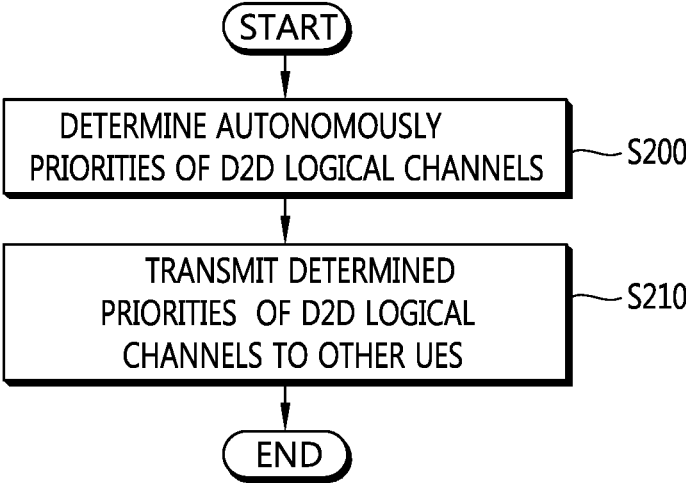 START
DETERMINE AUTONOMOUSLY
PRIORITIES OF D2D LOGICAL CHANNELS
S200
TRANSMIT DETERMINED
PRIORITIES OF D2D LOGICAL
CHANNELS TO OTHER UES
S210
END